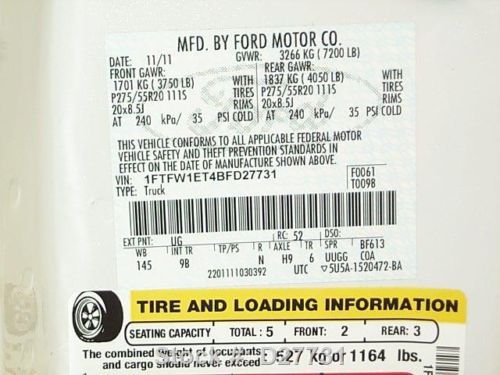 MFD. BY FORD MOTOR CO.
DATE: 11/11 GVWR: 3266 KG (7200 LB)
FRONT GAWR: REAR GAWR:
1701 KG (3750 LB) WITH 1837 KG (4050 LB) WITH
P275/55R20 111S TIRES P275/55R20 111S TIRES
20x8.5J RIMS 20x8.5J RIMS
AT 240 kPa/ 35 PSI COLD AT 240 kPa/ 35 PSI COLD
THIS VEHICLE CONFORMS TO ALL APPLICABLE FEDERAL MOTOR
VEHICLE SAFETY AND THEFT PREVENTION STANDARDS IN
EFFECT ON THE DATE OF MANUFACTURE SHOWN ABOVE.
VIN: 1FTFW1ET4BFD27731 F0061
TYPE: Truck T009B
EXT PNT: UG RC: 52 DSO:
WB TP/PS R AXLE TR SPR BF613
145 9B N H9 6 UUGG COA
2201111030392 UTC ▽5U5A-1520472-BA
TIRE AND LOADING INFORMATION
SEATING CAPACITY TOTAL: 5 FRONT: 2 REAR: 3
The combined weight of occupants
and cargo should never exceed 527 kg or 1164 lbs.